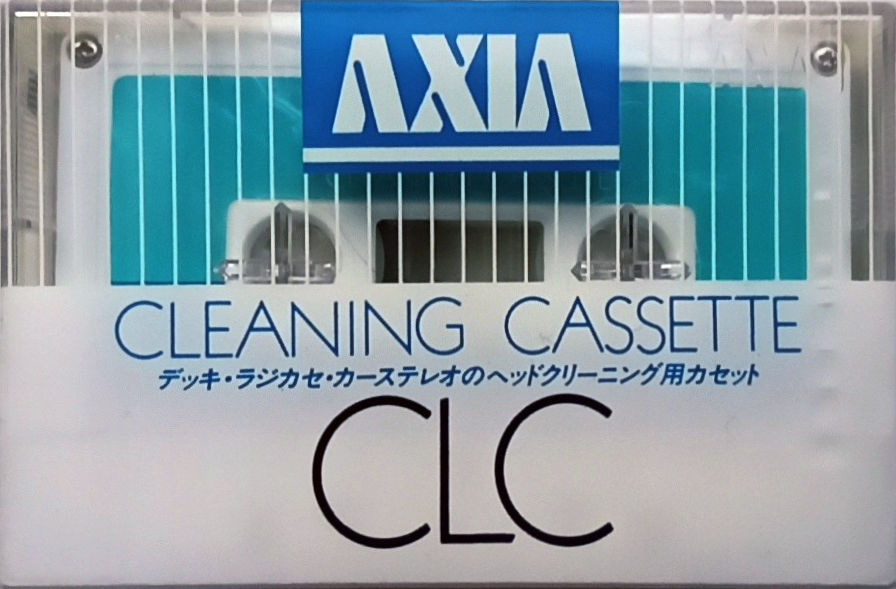 AXIA
CLEANING CASSETTE
デッキ・ラジカセ・カーステレオのヘッドクリーニング用カセット
CLC